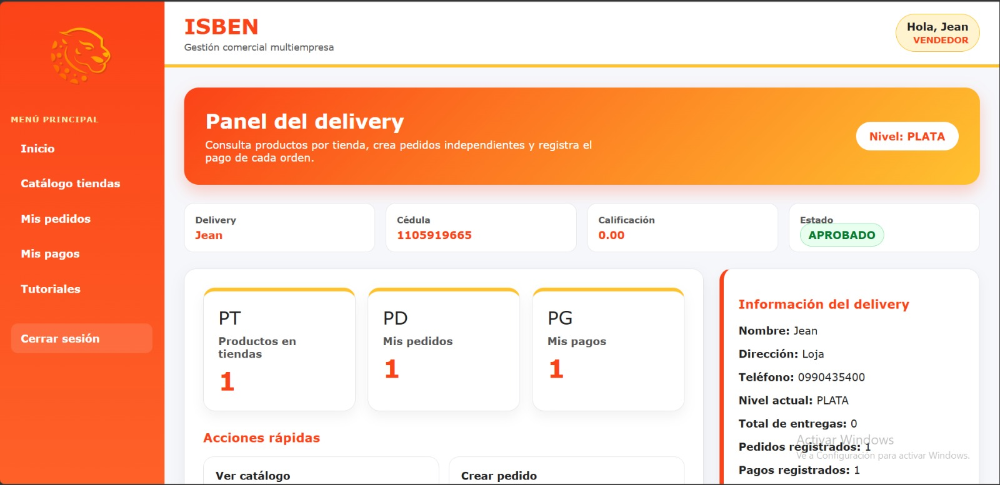 MENÚ PRINCIPAL
Inicio
Catálogo tiendas
Mis pedidos
Mis pagos
Tutoriales
Cerrar sesión
ISBEN
Gestión comercial multiempresa
Hola, Jean
VENDEDOR
Panel del delivery
Consulta productos por tienda, crea pedidos independientes y registra el
pago de cada orden.
Nivel: PLATA
Delivery
Jean
Cédula
1105919665
Calificación
0.00
Estado
APROBADO
PT
Productos en
tiendas
1
PD
Mis pedidos
1
PG
Mis pagos
1
Acciones rápidas
Ver catálogo
Crear pedido
Información del delivery
Nombre: Jean
Dirección: Loja
Teléfono: 0990435400
Nivel actual: PLATA
Total de entregas: 0
Pedidos registrados: 1
Pagos registrados: 1
Activar Windows
Ve a Configuración para activar Windows.